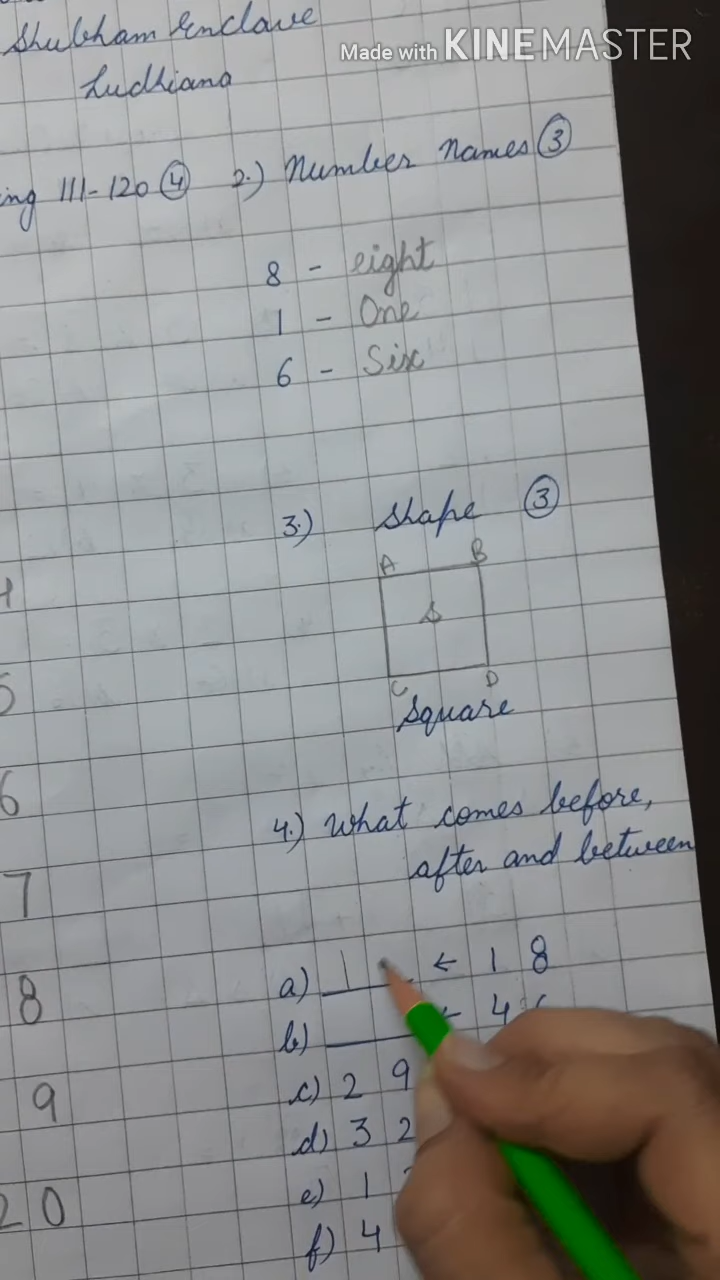 Shubham Enclave
Made with KINEMASTER
Ludhiana
ing 111-120 ④ 2.) Number Names ③
8 - eight
1 - One
6 - Six
3.) Shape ③
A B
S
C D
Square
4.) What comes before,
after and between
a) 1 ← 1 8
b) ← 4
c) 2 9
d) 3 2
e) 1
f) 4
6
7
8
9
20